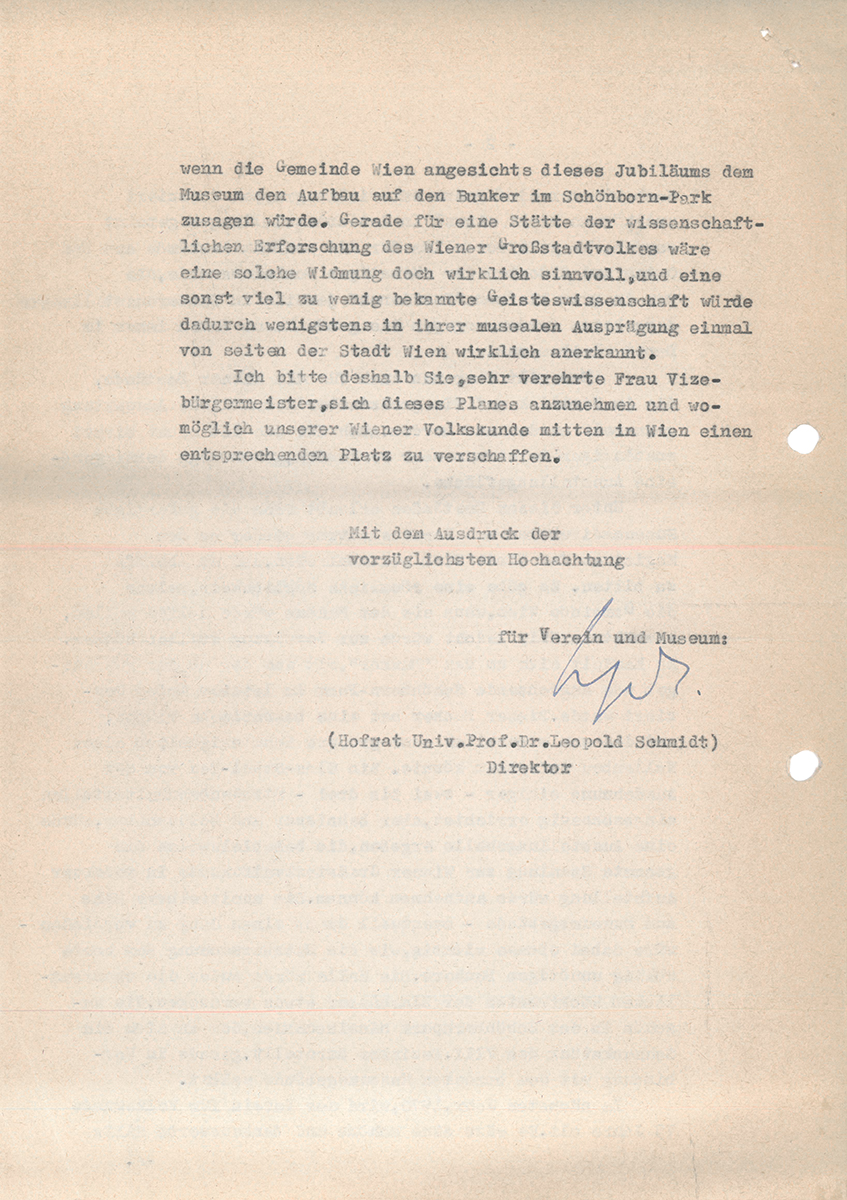 wenn die Gemeinde Wien angesichts dieses Jubiläums dem
Museum den Aufbau auf den Bunker im Schönborn-Park
zusagen würde. Gerade für eine Stätte der wissenschaft-
lichen Erforschung des Wiener Großstadtvolkes wäre
eine solche Widmung doch wirklich sinnvoll,und eine
sonst viel zu wenig bekannte Geisteswissenschaft würde
dadurch wenigstens in ihrer musealen Ausprägung einmal
von seiten der Stadt Wien wirklich anerkannt.
Ich bitte deshalb Sie,sehr verehrte Frau Vize-
bürgermeister,sich dieses Planes anzunehmen und wo-
möglich unserer Wiener Volkskunde mitten in Wien einen
entsprechenden Platz zu verschaffen.
Mit dem Ausdruck der
vorzüglichsten Hochachtung
für Verein und Museum:
(Hofrat Univ.Prof.Dr.Leopold Schmidt)
Direktor